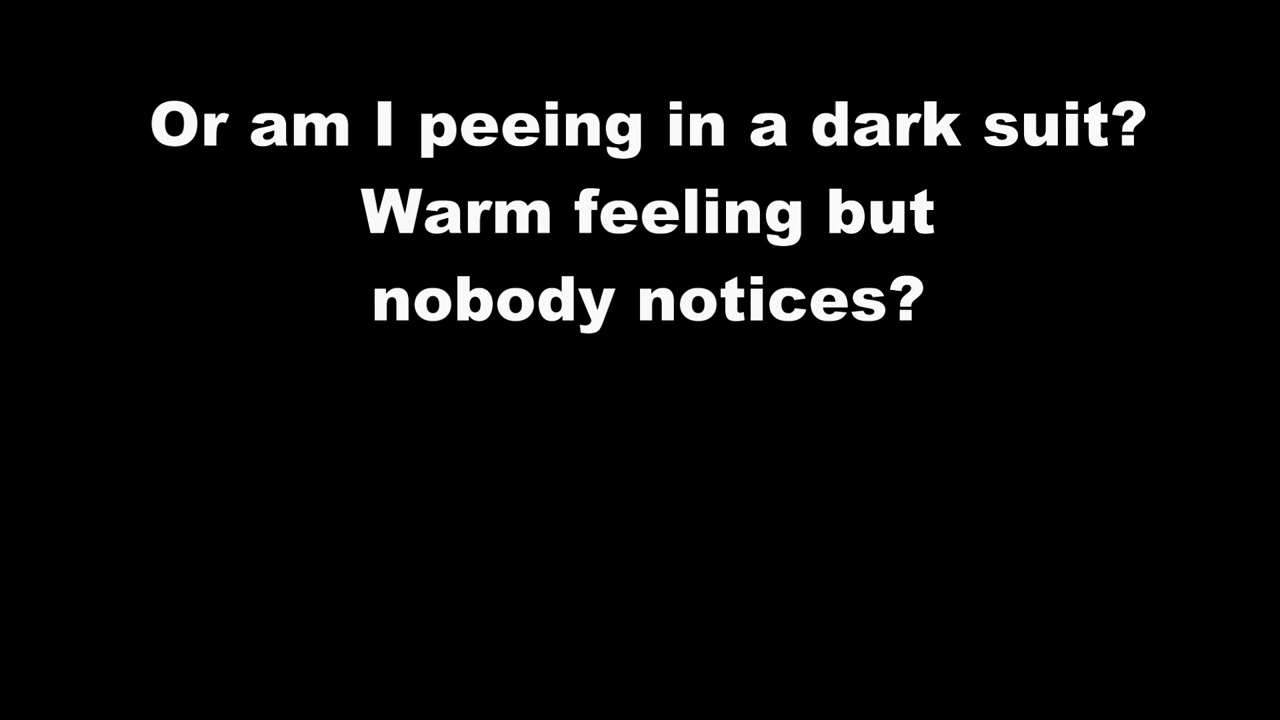 Or am I peeing in a dark suit?
Warm feeling but
nobody notices?